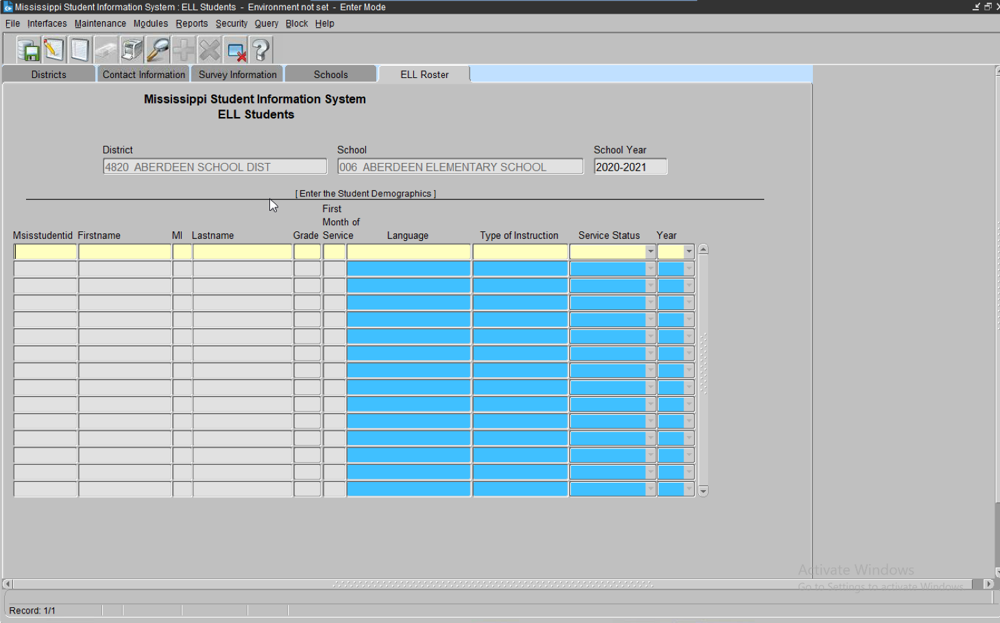 Mississippi Student Information System : ELL Students - Environment not set - Enter Mode
File Interfaces Maintenance Modules Reports Security Query Block Help
Districts Contact Information Survey Information Schools ELL Roster
Mississippi Student Information System
ELL Students
District School School Year
4820 ABERDEEN SCHOOL DIST 006 ABERDEEN ELEMENTARY SCHOOL 2020-2021
[ Enter the Student Demographics ]
First
Month of
Msisstudentid Firstname MI Lastname Grade Service Language Type of Instruction Service Status Year
Activate Windows
Go to Settings to activate Windows.
Record: 1/1